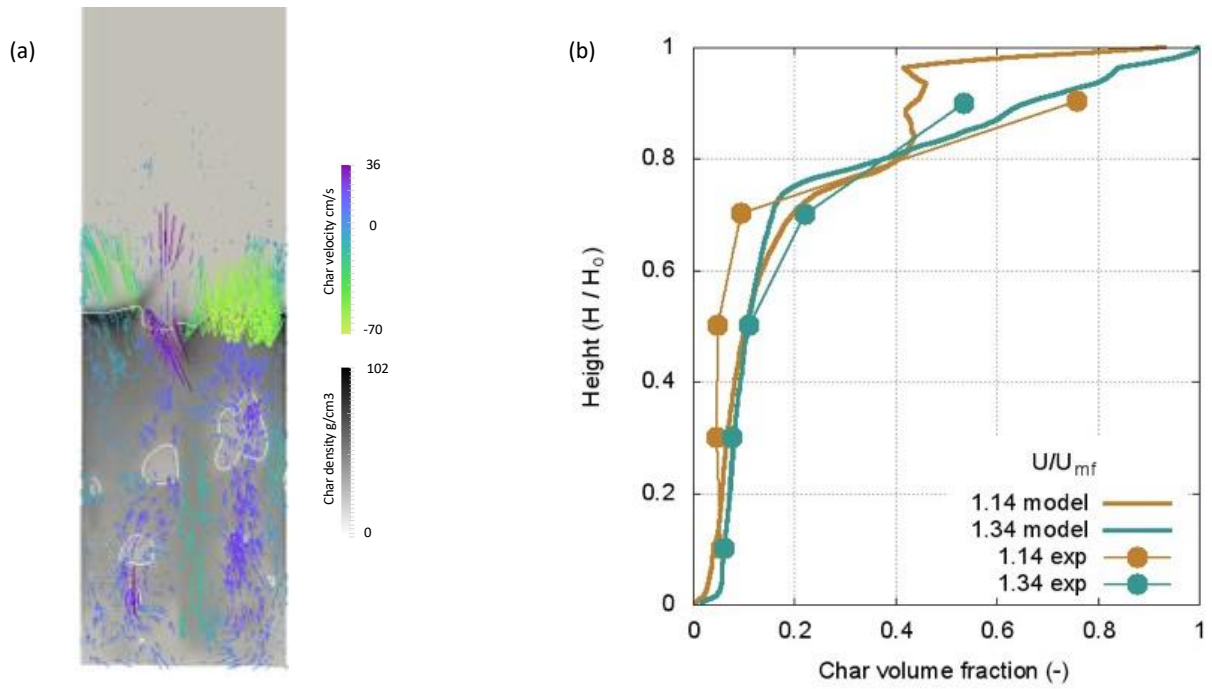 (a)
36
0
-70
Char velocity cm/s
102
0
Char density g/cm3
(b)
1
0.8
0.6
0.4
0.2
0
Height (H / H0)
U/Umf
1.14 model
1.34 model
1.14 exp
1.34 exp
0 0.2 0.4 0.6 0.8 1
Char volume fraction (-)